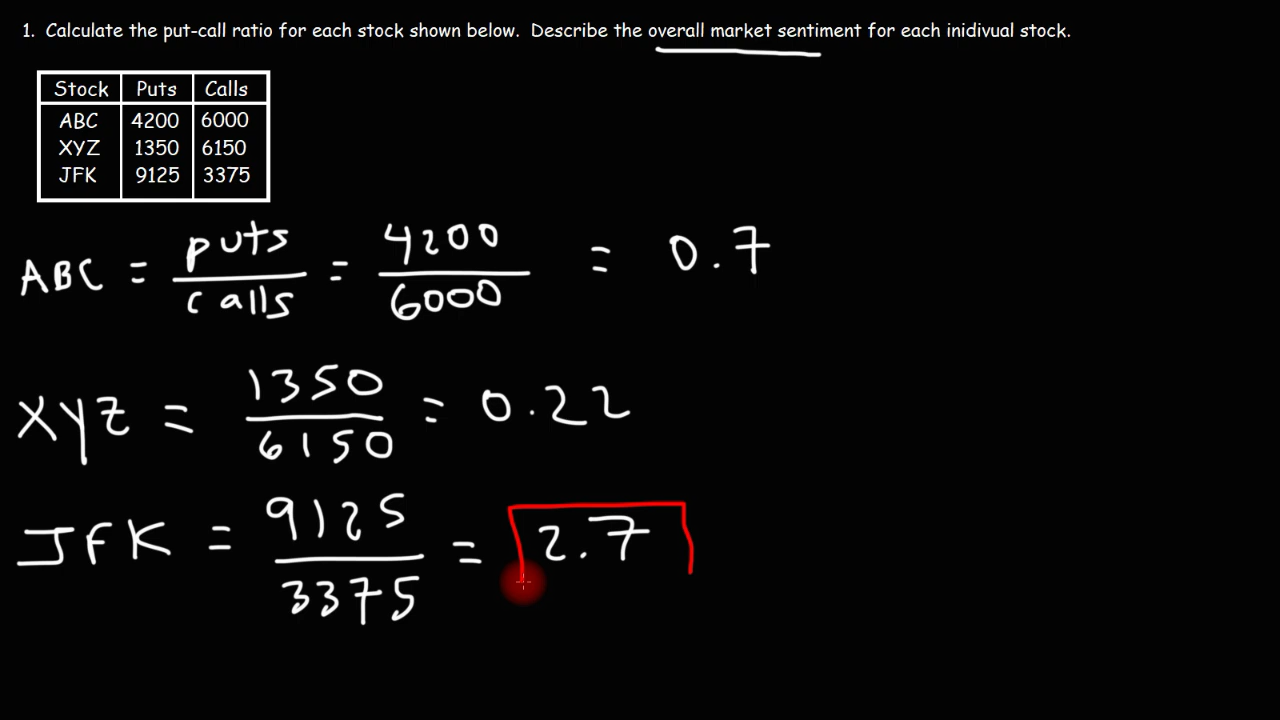 1. Calculate the put-call ratio for each stock shown below. Describe the overall market sentiment for each inidivual stock.
Stock Puts Calls
ABC 4200 6000
XYZ 1350 6150
JFK 9125 3375
ABC = puts / calls = 4200 / 6000 = 0.7
XYZ = 1350 / 6150 = 0.22
JFK = 9125 / 3375 = 2.7